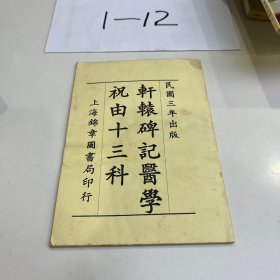 1-12
民國三年出版
軒轅碑記醫學
祝由十三科
上海錦章圖書局印行